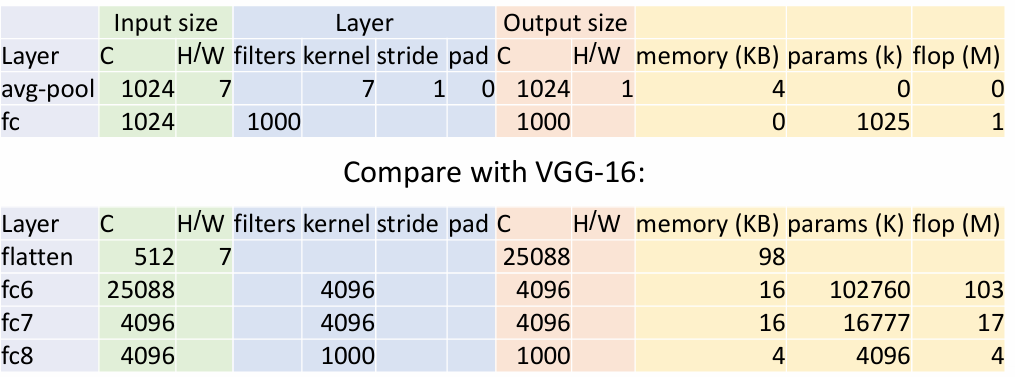 Input size Layer Output size
Layer C H/W filters kernel stride pad C H/W memory (KB) params (k) flop (M)
avg-pool 1024 7 7 1 0 1024 1 4 0 0
fc 1024 1000 1000 0 1025 1
Compare with VGG-16:
Layer C H/W filters kernel stride pad C H/W memory (KB) params (K) flop (M)
flatten 512 7 25088 98
fc6 25088 4096 4096 16 102760 103
fc7 4096 4096 4096 16 16777 17
fc8 4096 1000 1000 4 4096 4